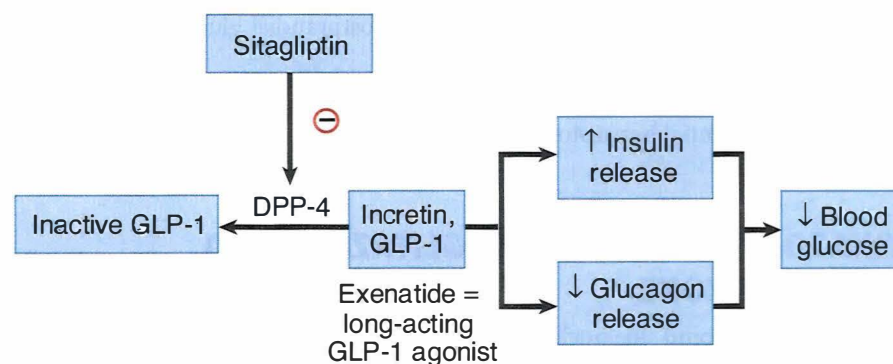 Sitagliptin
⊖
↑ Insulin
release
DPP-4
Inactive GLP-1
Incretin,
GLP-1
↓ Blood
glucose
Exenatide =
long-acting
GLP-1 agonist
↓ Glucagon
release